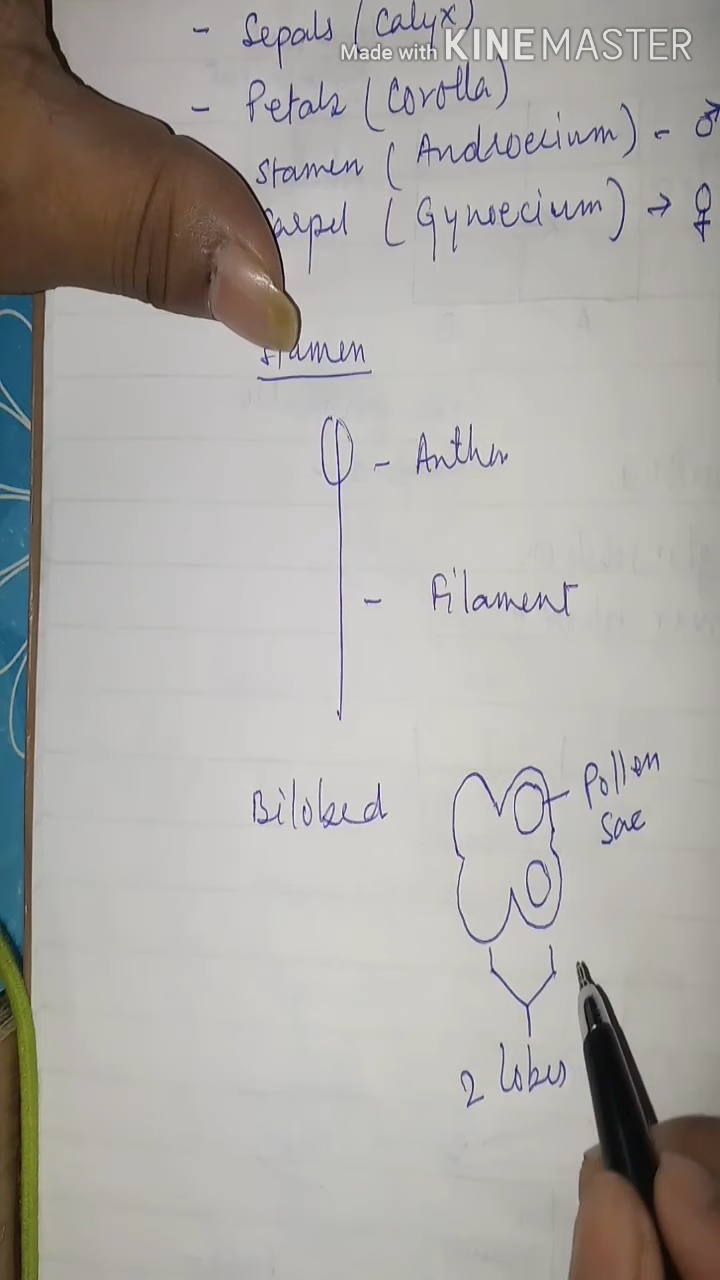 - Sepals (Calyx)
Made with KINEMASTER
- Petals (Corolla)
Stamen (Androecium) - ♂
(Gynoecium) → ♀
Stamen
- Anther
- Filament
Bilobed
Pollen
Sac
2 lobes